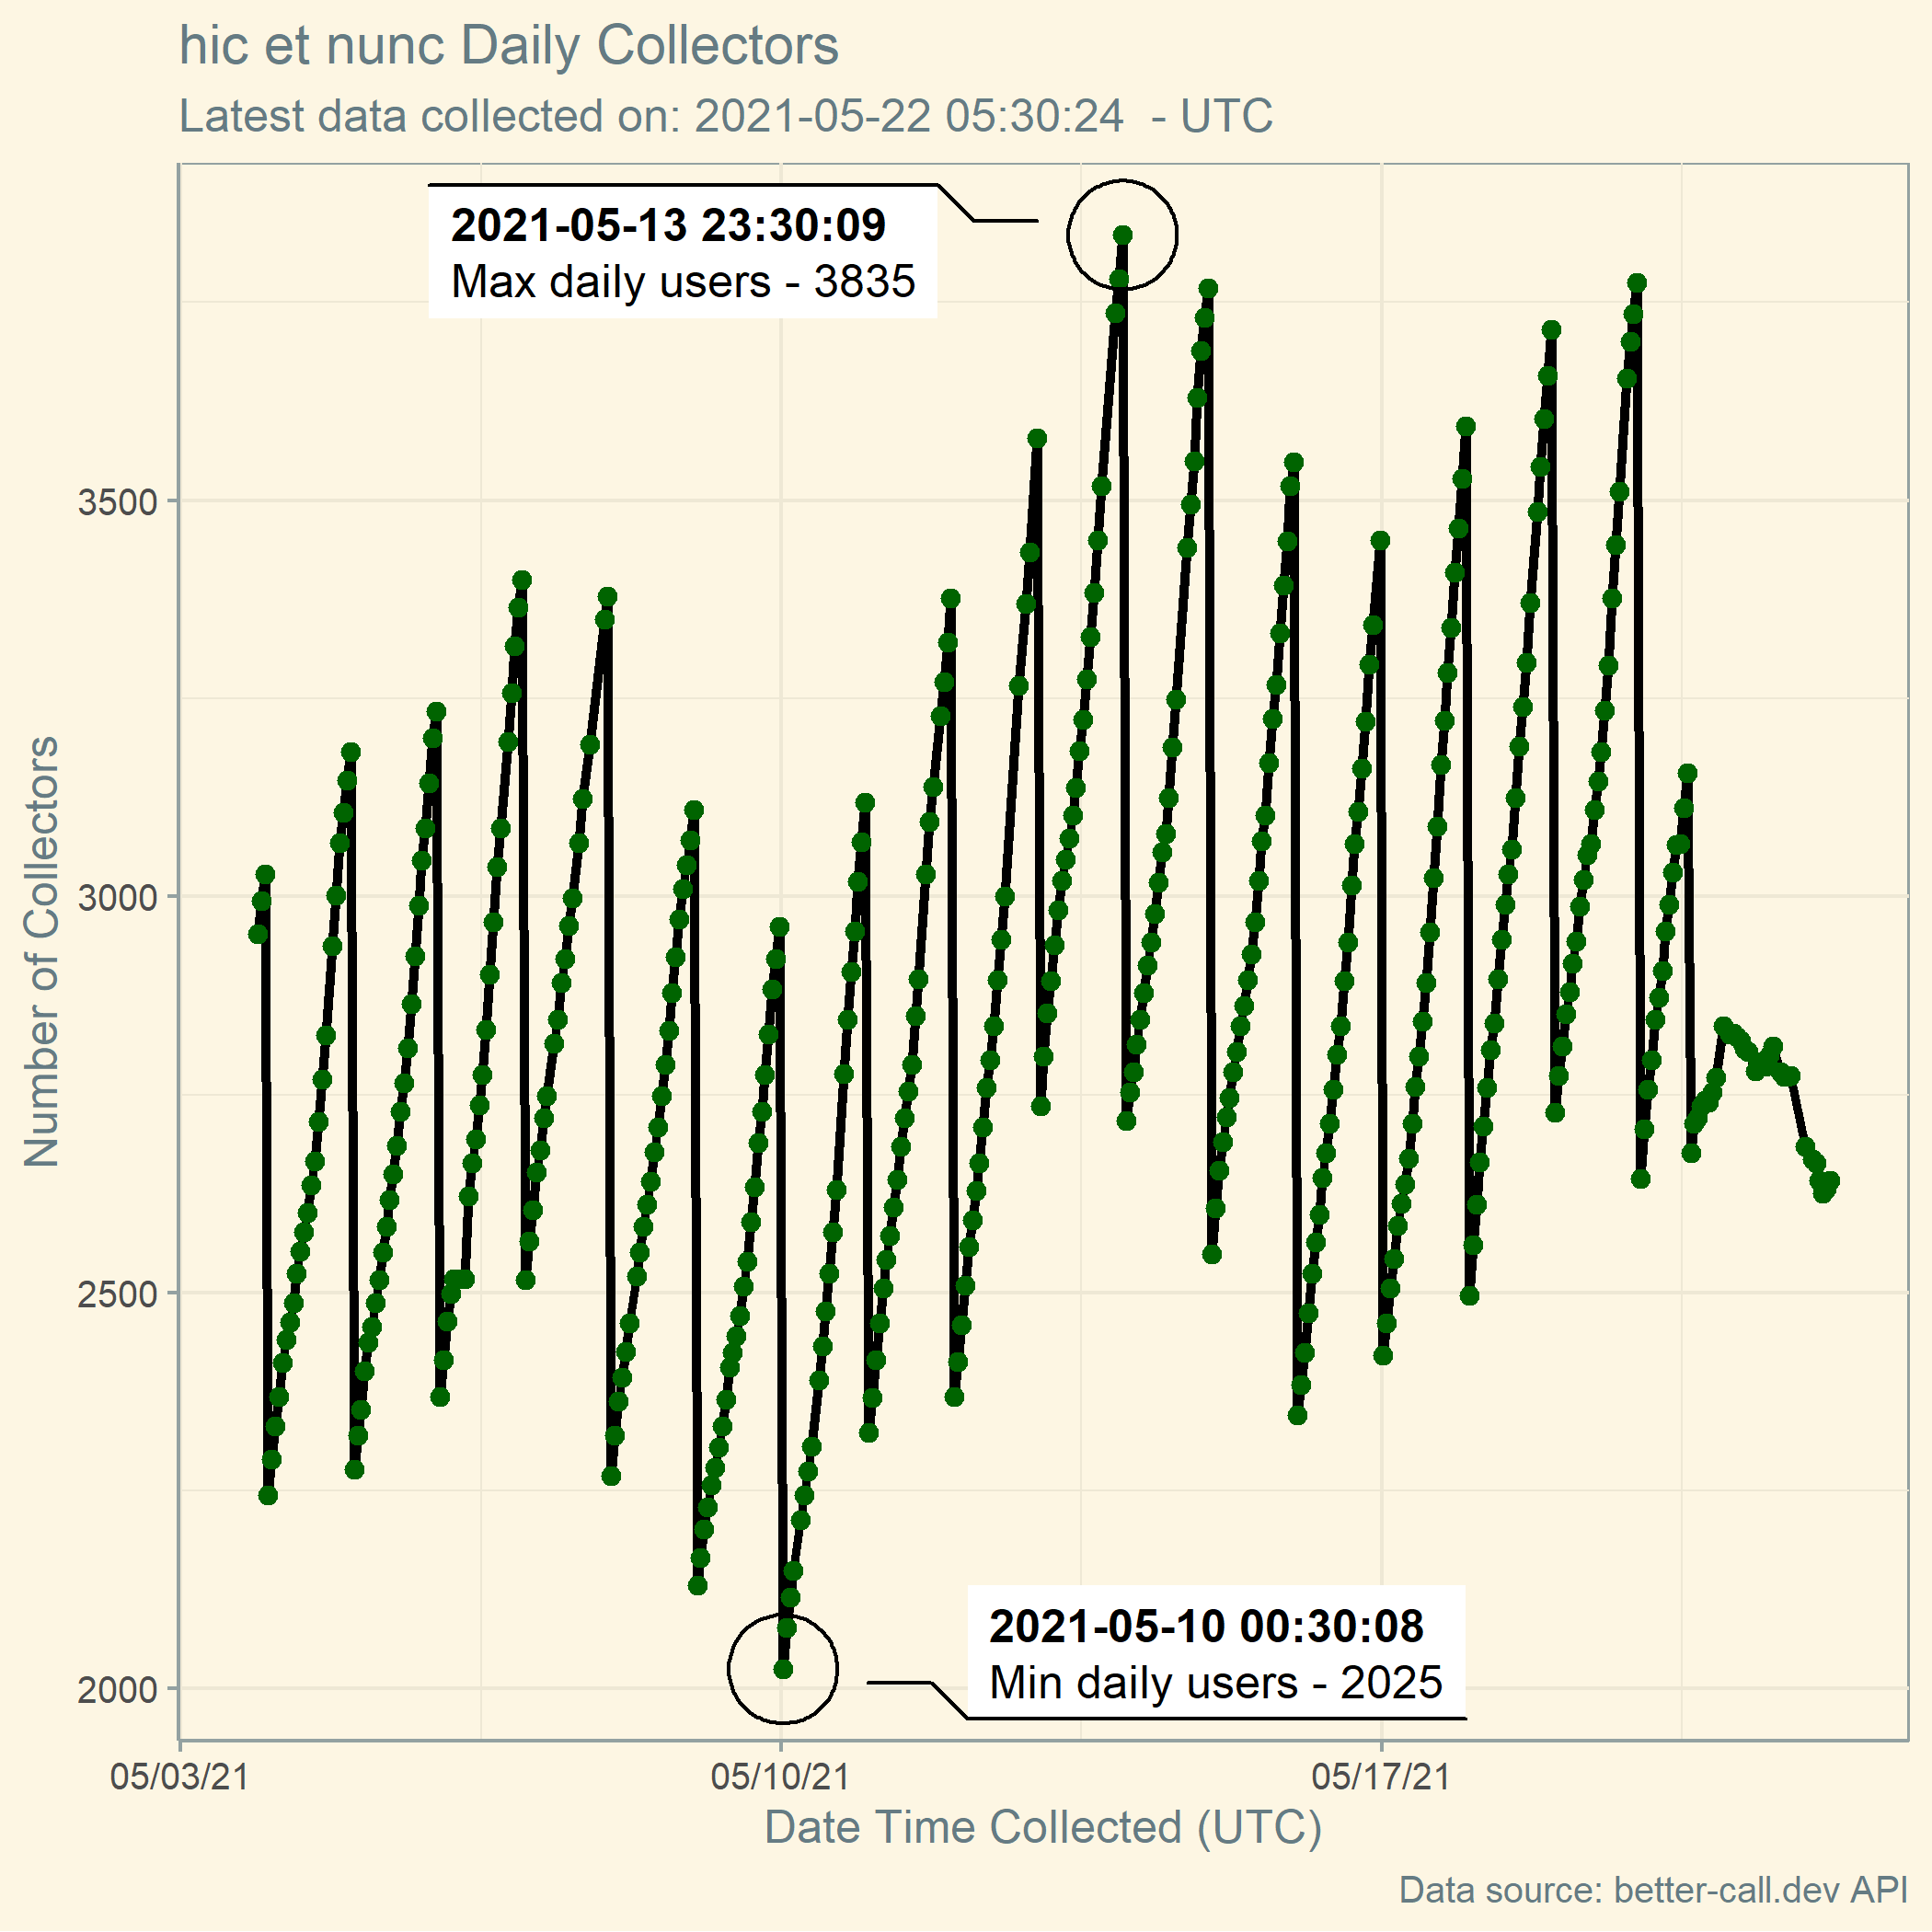 hic et nunc Daily Collectors
Latest data collected on: 2021-05-22 05:30:24  - UTC
2021-05-13 23:30:09
Max daily users - 3835
3500
3000
2500
2000
Number of Collectors
2021-05-10 00:30:08
Min daily users - 2025
05/03/21
05/10/21
05/17/21
Date Time Collected (UTC)
Data source: better-call.dev API